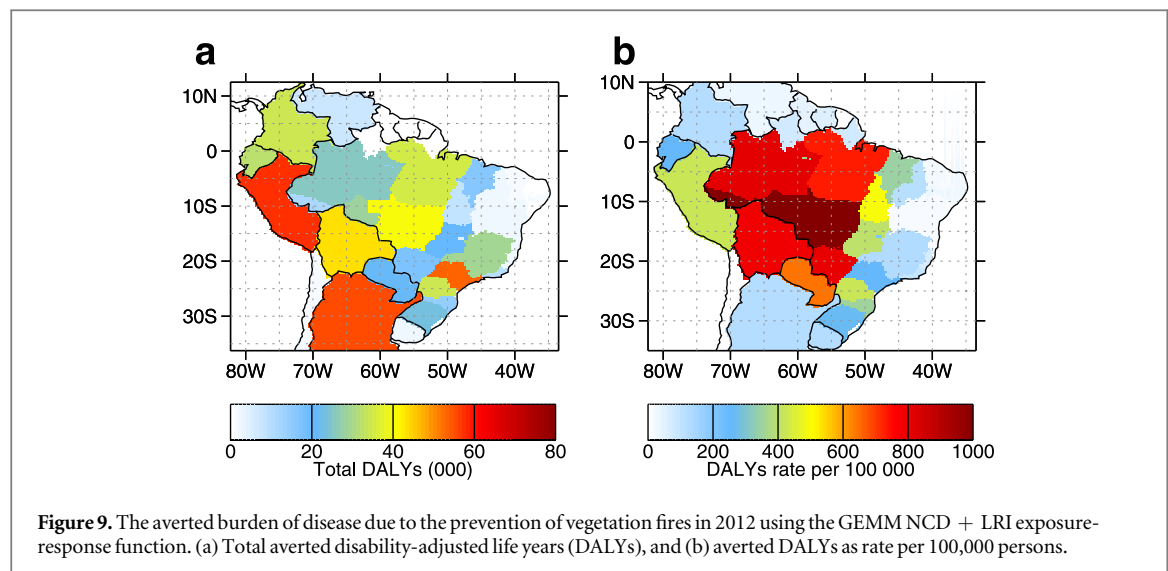 a
b
10N
0
10S
20S
30S
80W 70W 60W 50W 40W
10N
0
10S
20S
30S
80W 70W 60W 50W 40W
0 20 40 60 80
Total DALYs (000)
0 200 400 600 800 1000
DALYs rate per 100 000
Figure 9. The averted burden of disease due to the prevention of vegetation fires in 2012 using the GEMM NCD + LRI exposure-
response function. (a) Total averted disability-adjusted life years (DALYs), and (b) averted DALYs as rate per 100,000 persons.